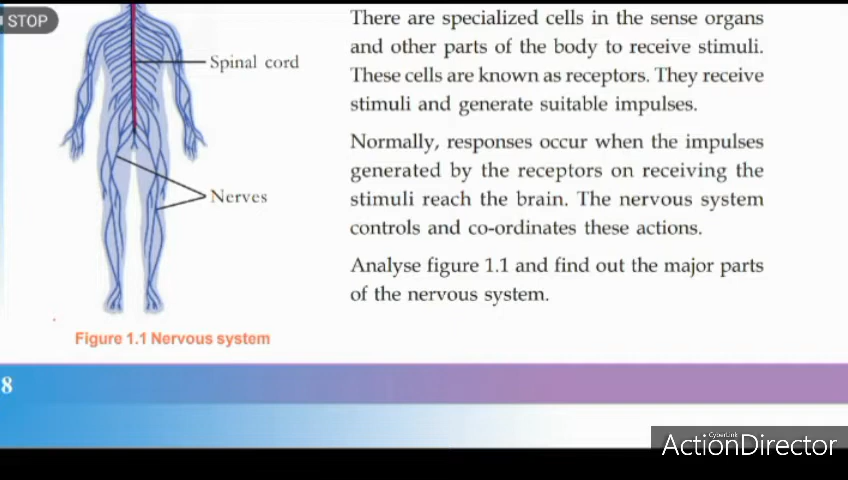 STOP
Spinal cord
Nerves
Figure 1.1 Nervous system
There are specialized cells in the sense organs
and other parts of the body to receive stimuli.
These cells are known as receptors. They receive
stimuli and generate suitable impulses.
Normally, responses occur when the impulses
generated by the receptors on receiving the
stimuli reach the brain. The nervous system
controls and co-ordinates these actions.
Analyse figure 1.1 and find out the major parts
of the nervous system.
8
CyberLink
ActionDirector